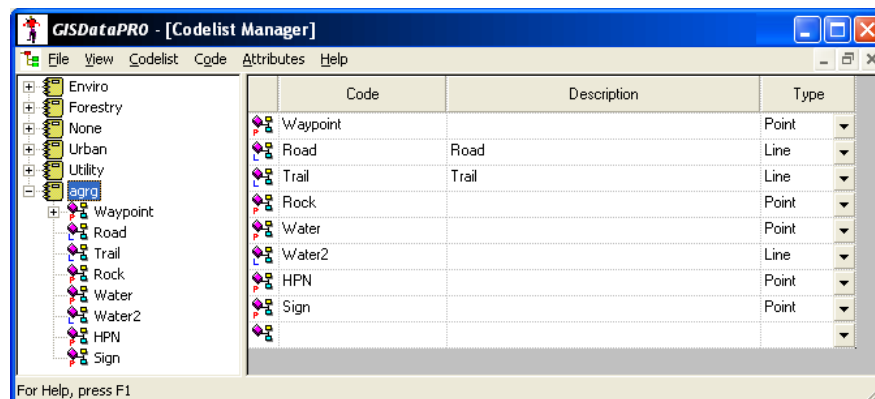 GISDataPRO - [Codelist Manager]
File View Codelist Code Attributes Help
Enviro
Forestry
None
Urban
Utility
agrg
Waypoint
Road
Trail
Rock
Water
Water2
HPN
Sign
Code Description Type
Waypoint Point
Road Road Line
Trail Trail Line
Rock Point
Water Point
Water2 Line
HPN Point
Sign Point
For Help, press F1